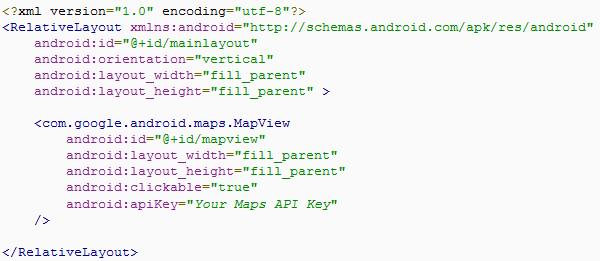 <?xml version="1.0" encoding="utf-8"?>
<RelativeLayout xmlns:android="http://schemas.android.com/apk/res/android"
    android:id="@+id/mainlayout"
    android:orientation="vertical"
    android:layout_width="fill_parent"
    android:layout_height="fill_parent" >

    <com.google.android.maps.MapView
        android:id="@+id/mapview"
        android:layout_width="fill_parent"
        android:layout_height="fill_parent"
        android:clickable="true"
        android:apiKey="Your Maps API Key"
    />

</RelativeLayout>